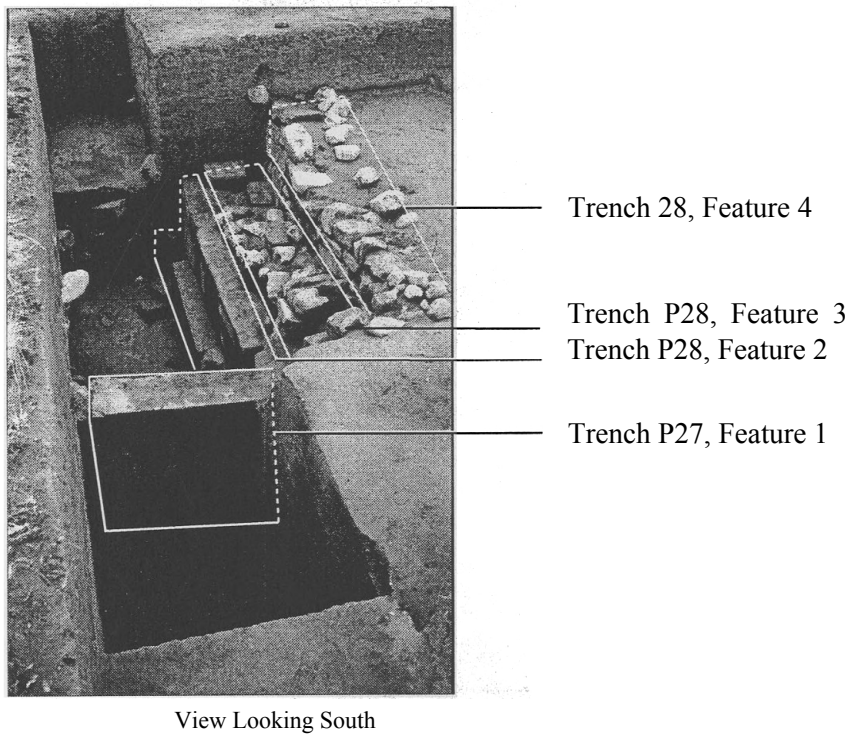 Trench 28, Feature 4
Trench P28, Feature 3
Trench P28, Feature 2
Trench P27, Feature 1
View Looking South